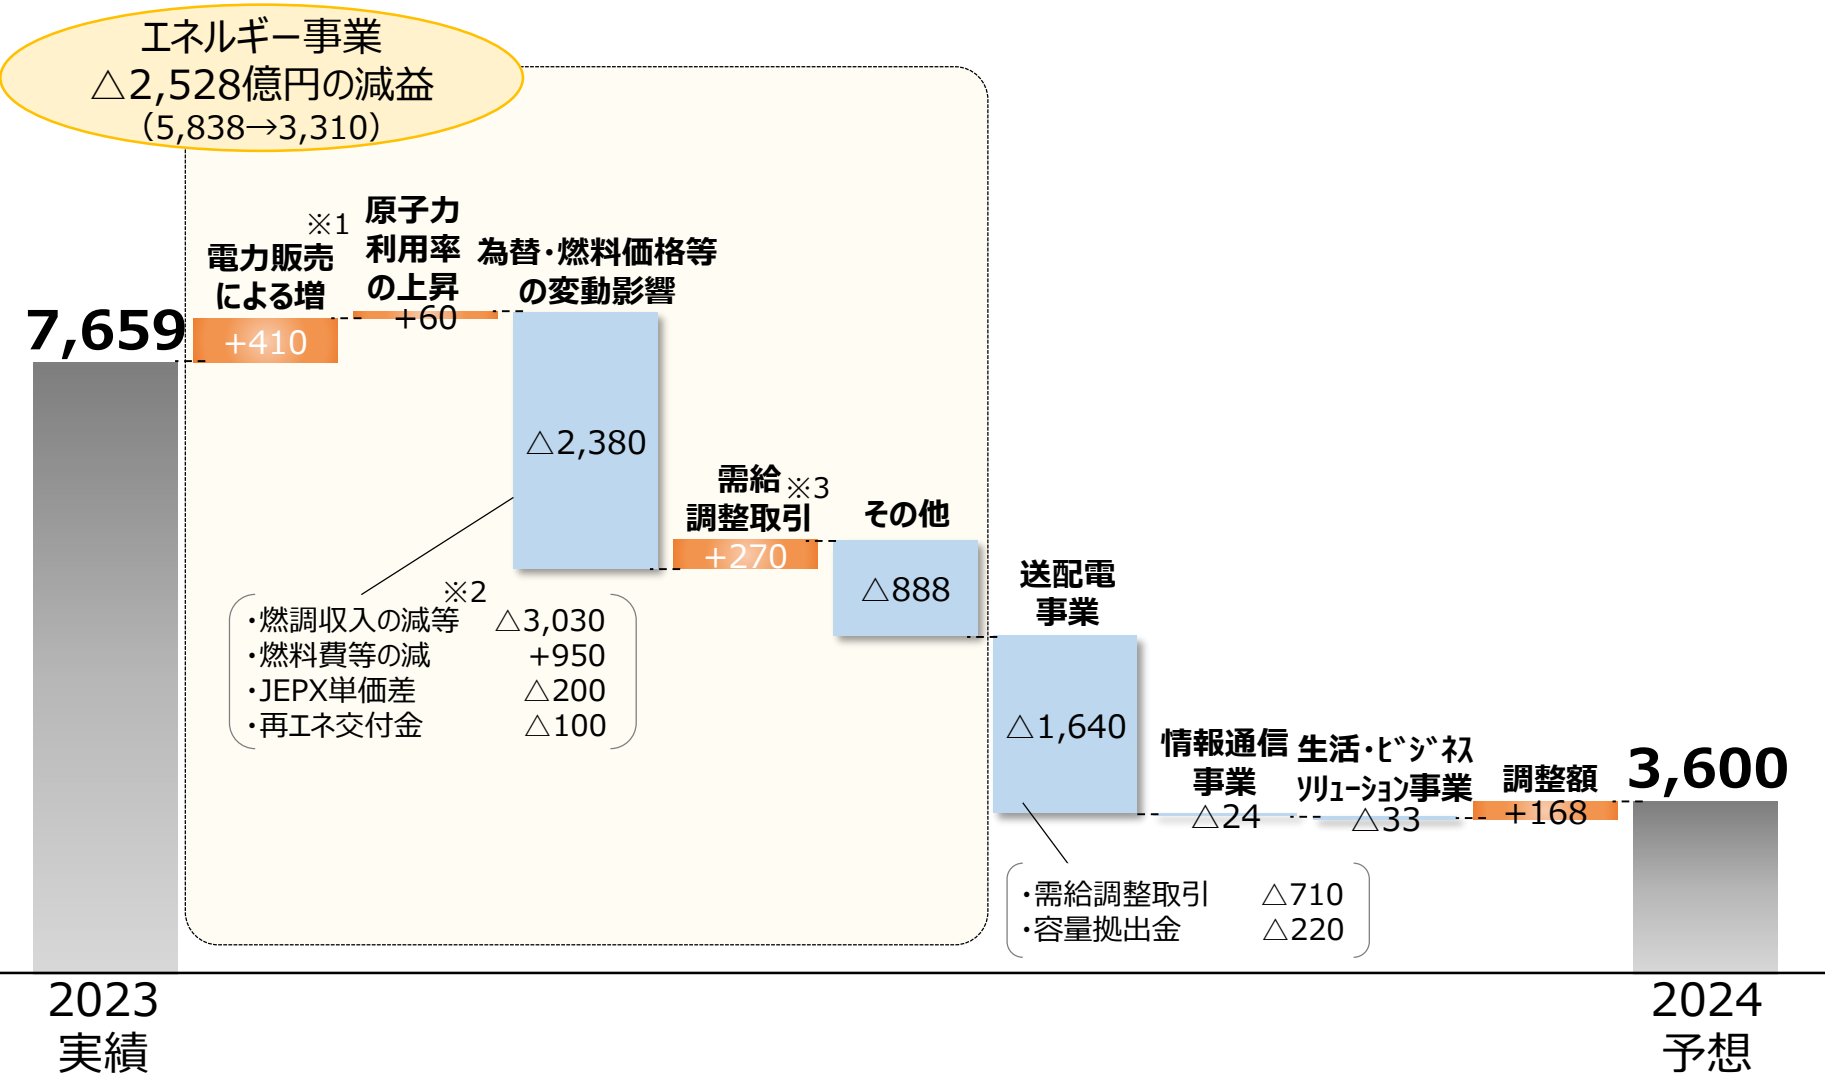 エネルギー事業
△2,528億円の減益
（5,838→3,310）
7,659
※1
電力販売
による増
+410
原子力
利用率
の上昇
+60
為替・燃料価格等
の変動影響
△2,380
※2
・燃調収入の減等 △3,030
・燃料費等の減 +950
・JEPX単価差 △200
・再エネ交付金 △100
需給
調整取引
※3
+270
その他
△888
送配電
事業
△1,640
・需給調整取引 △710
・容量拠出金 △220
情報通信
事業
△24
生活・ﾋﾞｼﾞﾈｽ
ｿﾘｭｰｼｮﾝ事業
△33
調整額
+168
3,600
2023
実績
2024
予想